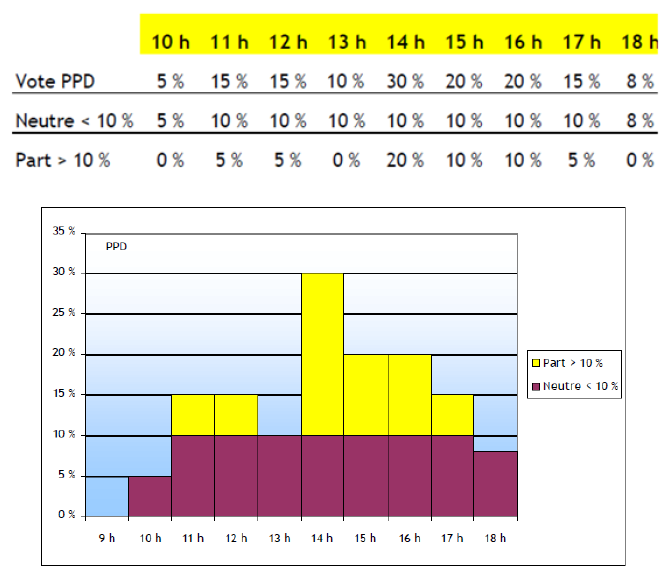 10 h 11 h 12 h 13 h 14 h 15 h 16 h 17 h 18 h
Vote PPD 5 % 15 % 15 % 10 % 30 % 20 % 20 % 15 % 8 %
Neutre < 10 % 5 % 10 % 10 % 10 % 10 % 10 % 10 % 10 % 8 %
Part > 10 % 0 % 5 % 5 % 0 % 20 % 10 % 10 % 5 % 0 %
35 %
PPD
30 %
25 %
20 %
15 %
10 %
5 %
0 %
9 h 10 h 11 h 12 h 13 h 14 h 15 h 16 h 17 h 18 h
Part > 10 %
Neutre < 10 %